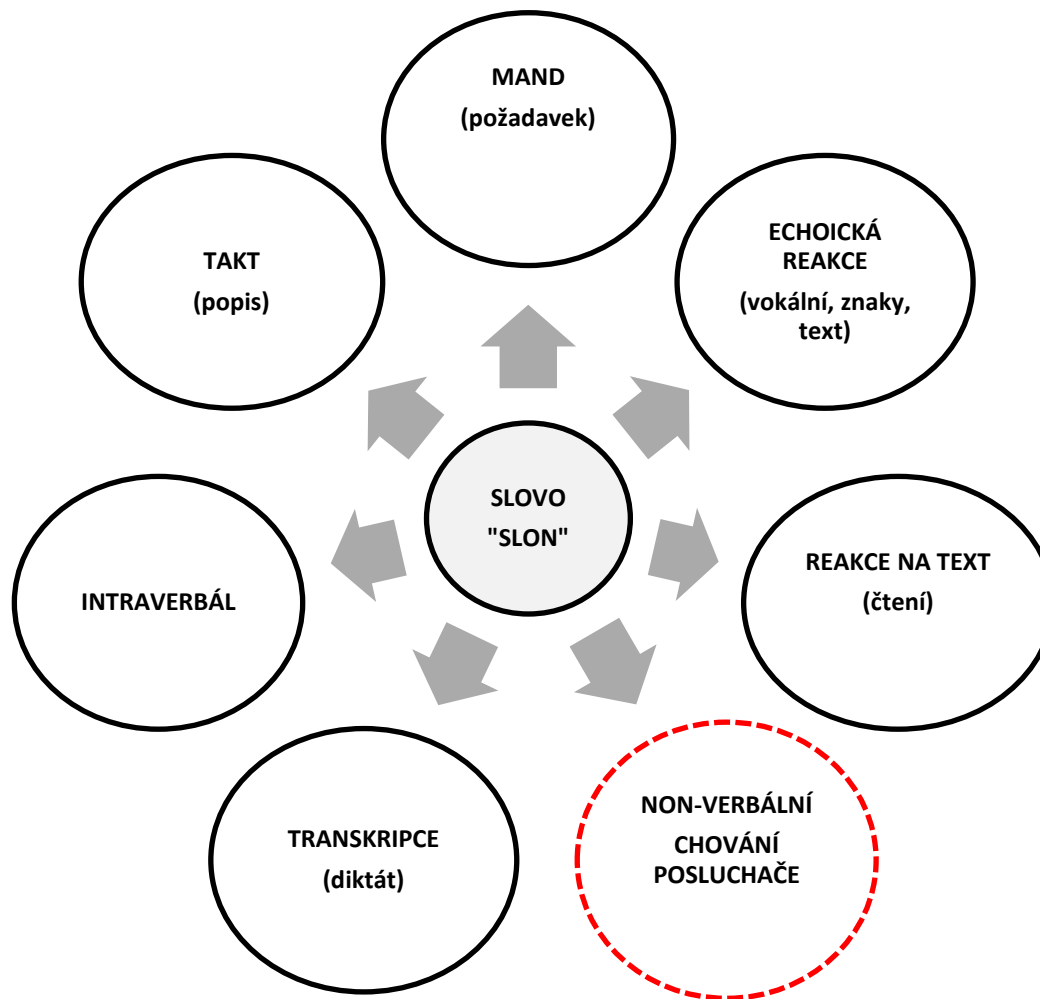 MAND
(požadavek)
ECHOICKÁ
REAKCE
(vokální, znaky,
text)
TAKT
(popis)
SLOVO
"SLON"
REAKCE NA TEXT
(čtení)
INTRAVERBÁL
NON-VERBÁLNÍ
CHOVÁNÍ
POSLUCHAČE
TRANSKRIPCE
(diktát)